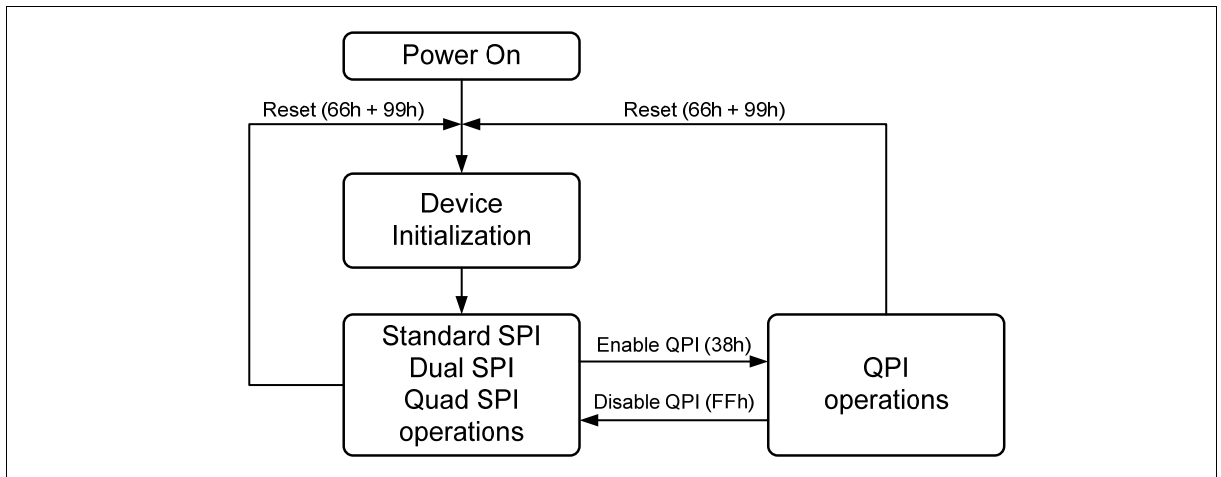 Power On
Reset (66h + 99h)
Reset (66h + 99h)
Device
Initialization
Standard SPI
Dual SPI
Quad SPI
operations
Enable QPI (38h)
Disable QPI (FFh)
QPI
operations